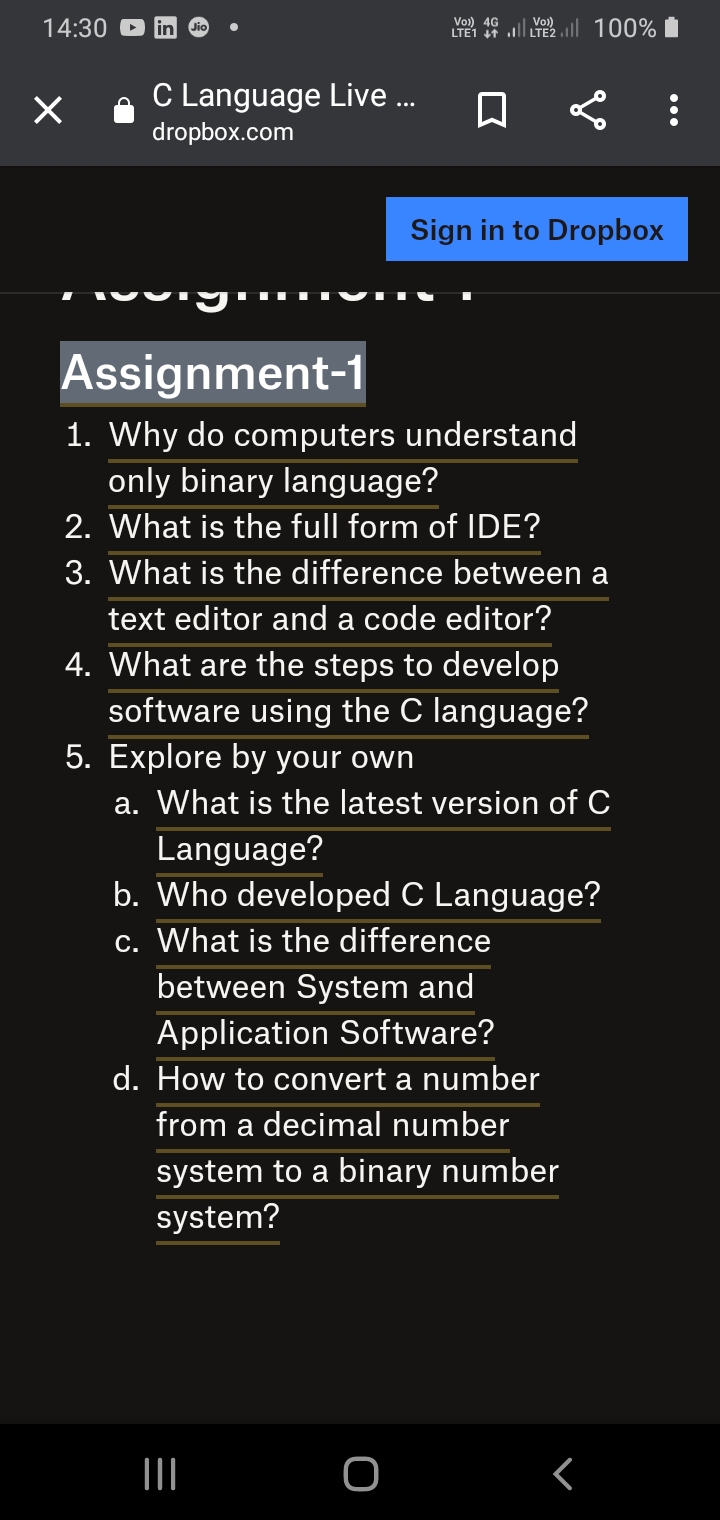 14:30 in Jio Vo)) LTE1 4G Vo)) LTE2 100%
C Language Live ...
dropbox.com
Sign in to Dropbox
Assignment-1
Assignment-1
1. Why do computers understand
only binary language?
2. What is the full form of IDE?
3. What is the difference between a
text editor and a code editor?
4. What are the steps to develop
software using the C language?
5. Explore by your own
a. What is the latest version of C
Language?
b. Who developed C Language?
c. What is the difference
between System and
Application Software?
d. How to convert a number
from a decimal number
system to a binary number
system?